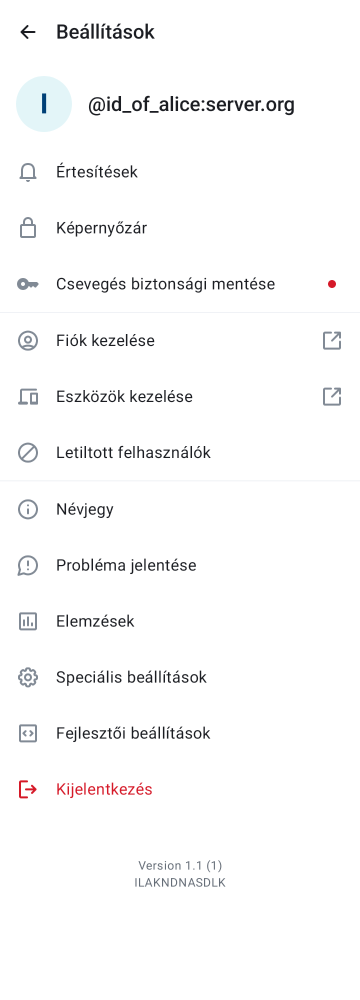 Beállítások
I
@id_of_alice:server.org
Értesítések
Képernyőzár
Csevegés biztonsági mentése
Fiók kezelése
Eszközök kezelése
Letiltott felhasználók
Névjegy
Probléma jelentése
Elemzések
Speciális beállítások
Fejlesztői beállítások
Kijelentkezés
Version 1.1 (1)
ILAKNDNASDLK